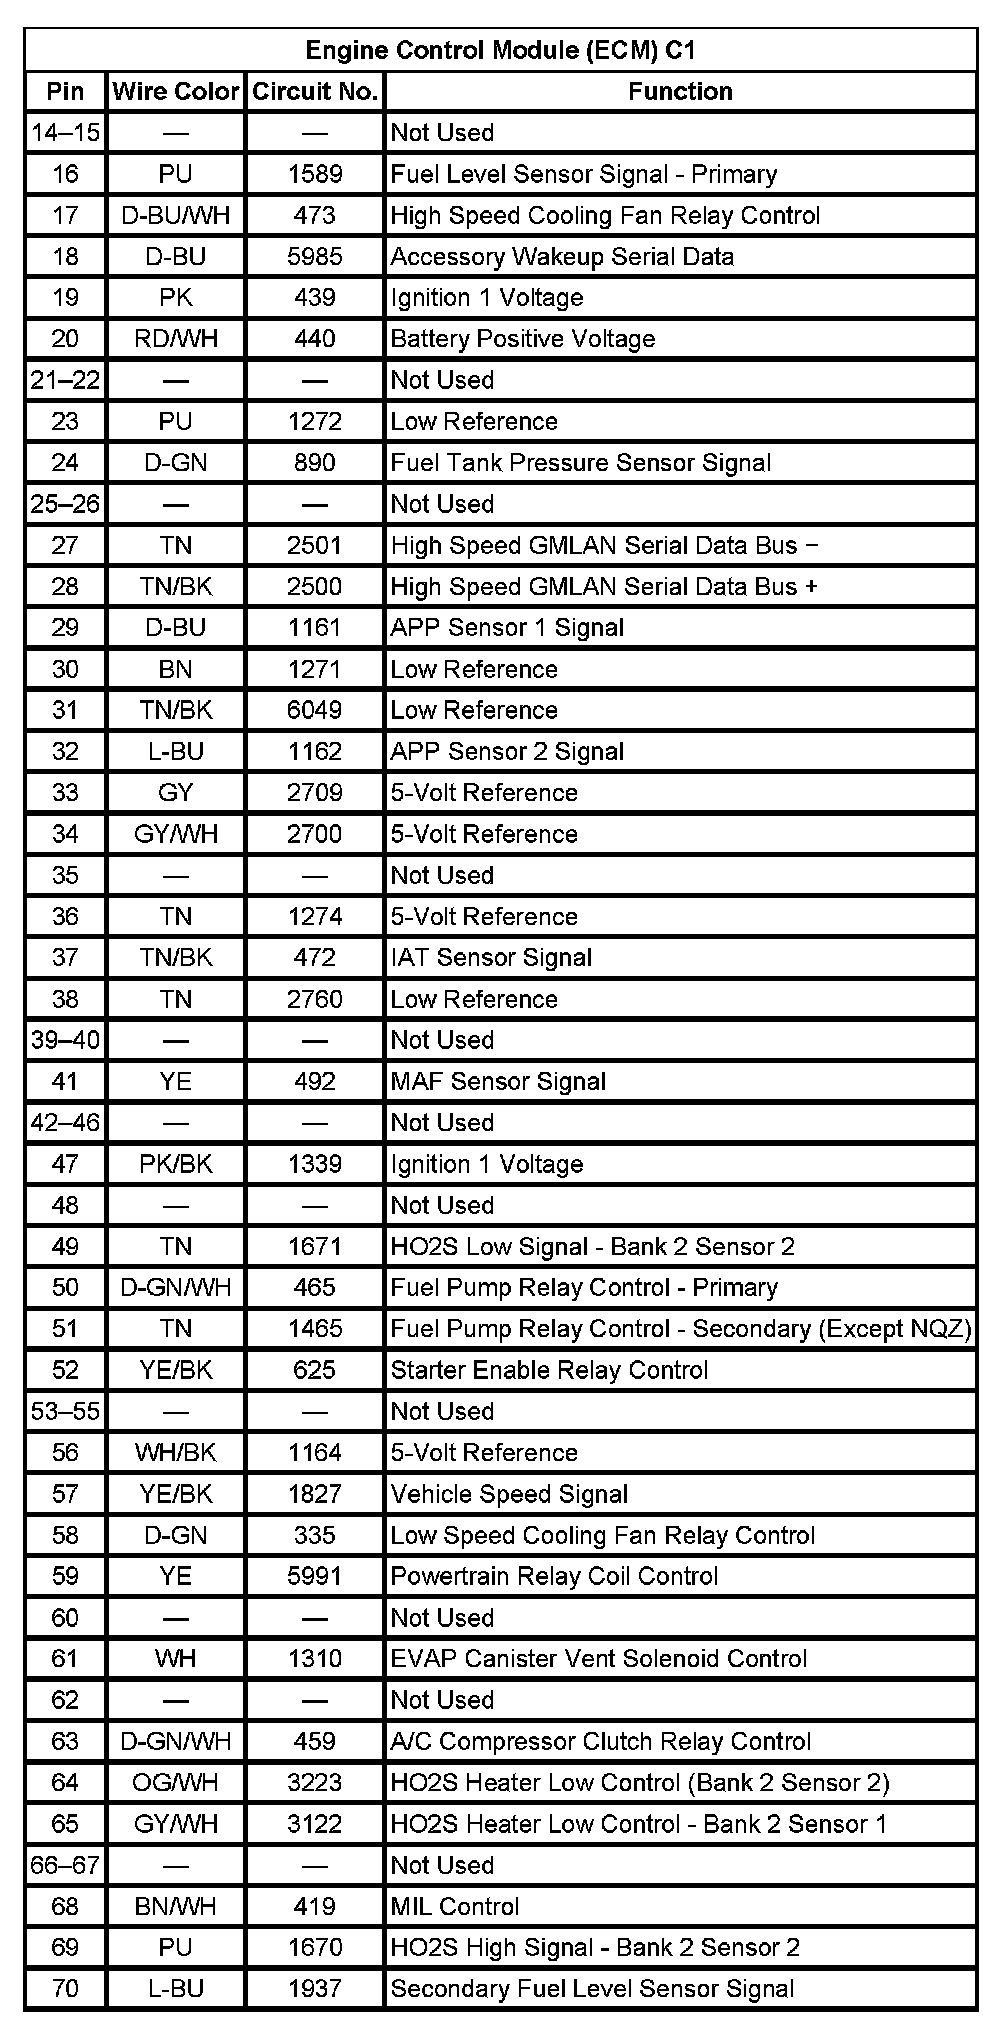 Engine Control Module (ECM) C1
Pin Wire Color Circuit No. Function
14–15 — — Not Used
16 PU 1589 Fuel Level Sensor Signal - Primary
17 D-BU/WH 473 High Speed Cooling Fan Relay Control
18 D-BU 5985 Accessory Wakeup Serial Data
19 PK 439 Ignition 1 Voltage
20 RD/WH 440 Battery Positive Voltage
21–22 — — Not Used
23 PU 1272 Low Reference
24 D-GN 890 Fuel Tank Pressure Sensor Signal
25–26 — — Not Used
27 TN 2501 High Speed GMLAN Serial Data Bus −
28 TN/BK 2500 High Speed GMLAN Serial Data Bus +
29 D-BU 1161 APP Sensor 1 Signal
30 BN 1271 Low Reference
31 TN/BK 6049 Low Reference
32 L-BU 1162 APP Sensor 2 Signal
33 GY 2709 5-Volt Reference
34 GY/WH 2700 5-Volt Reference
35 — — Not Used
36 TN 1274 5-Volt Reference
37 TN/BK 472 IAT Sensor Signal
38 TN 2760 Low Reference
39–40 — — Not Used
41 YE 492 MAF Sensor Signal
42–46 — — Not Used
47 PK/BK 1339 Ignition 1 Voltage
48 — — Not Used
49 TN 1671 HO2S Low Signal - Bank 2 Sensor 2
50 D-GN/WH 465 Fuel Pump Relay Control - Primary
51 TN 1465 Fuel Pump Relay Control - Secondary (Except NQZ)
52 YE/BK 625 Starter Enable Relay Control
53–55 — — Not Used
56 WH/BK 1164 5-Volt Reference
57 YE/BK 1827 Vehicle Speed Signal
58 D-GN 335 Low Speed Cooling Fan Relay Control
59 YE 5991 Powertrain Relay Coil Control
60 — — Not Used
61 WH 1310 EVAP Canister Vent Solenoid Control
62 — — Not Used
63 D-GN/WH 459 A/C Compressor Clutch Relay Control
64 OG/WH 3223 HO2S Heater Low Control (Bank 2 Sensor 2)
65 GY/WH 3122 HO2S Heater Low Control - Bank 2 Sensor 1
66–67 — — Not Used
68 BN/WH 419 MIL Control
69 PU 1670 HO2S High Signal - Bank 2 Sensor 2
70 L-BU 1937 Secondary Fuel Level Sensor Signal